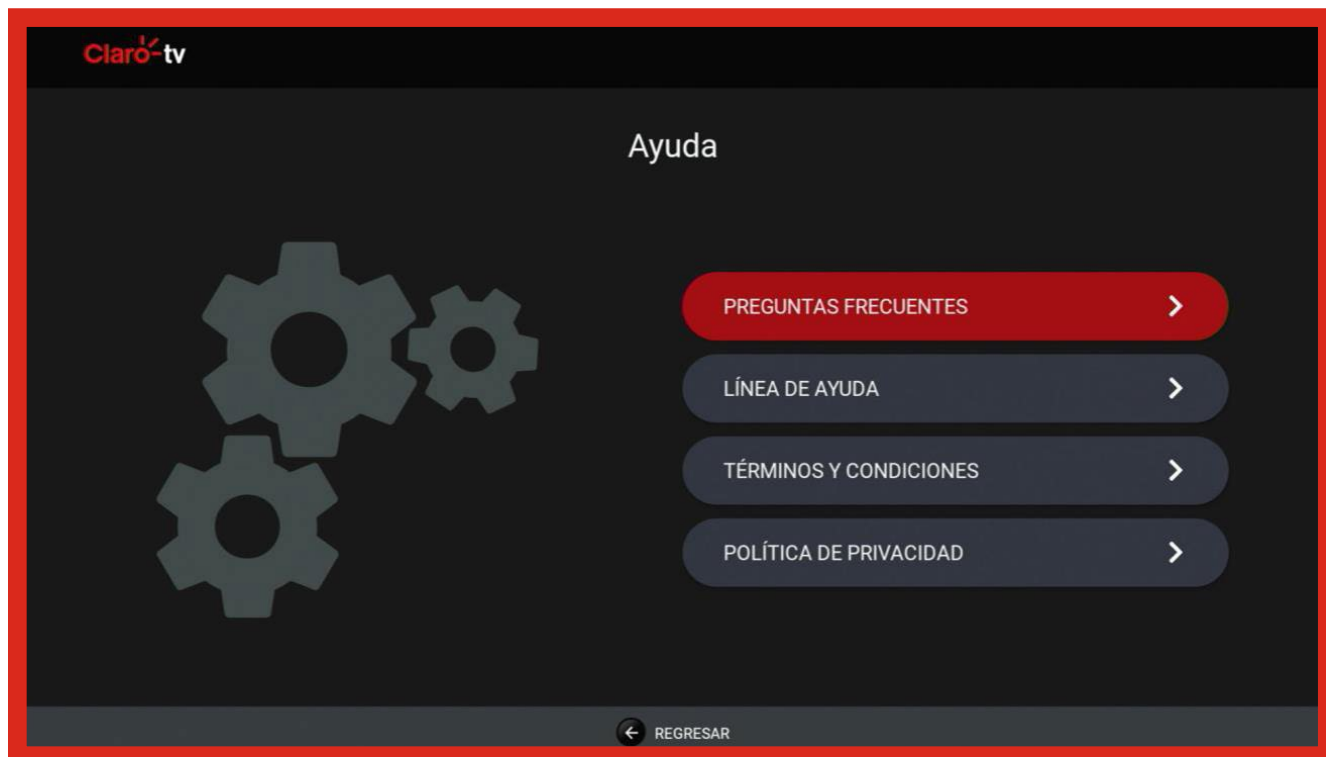 Claro-tv
Ayuda
PREGUNTAS FRECUENTES
LÍNEA DE AYUDA
TÉRMINOS Y CONDICIONES
POLÍTICA DE PRIVACIDAD
REGRESAR